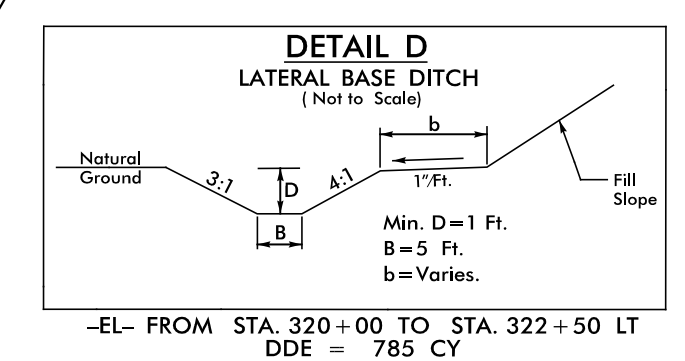 DETAIL D
LATERAL BASE DITCH
( Not to Scale)
b
Natural
Ground
3:1
D
4:1
1"/Ft.
Fill
Slope
B
Min. D=1 Ft.
B=5 Ft.
b=Varies.
–EL– FROM STA. 320+00 TO STA. 322+50 LT
DDE = 785 CY